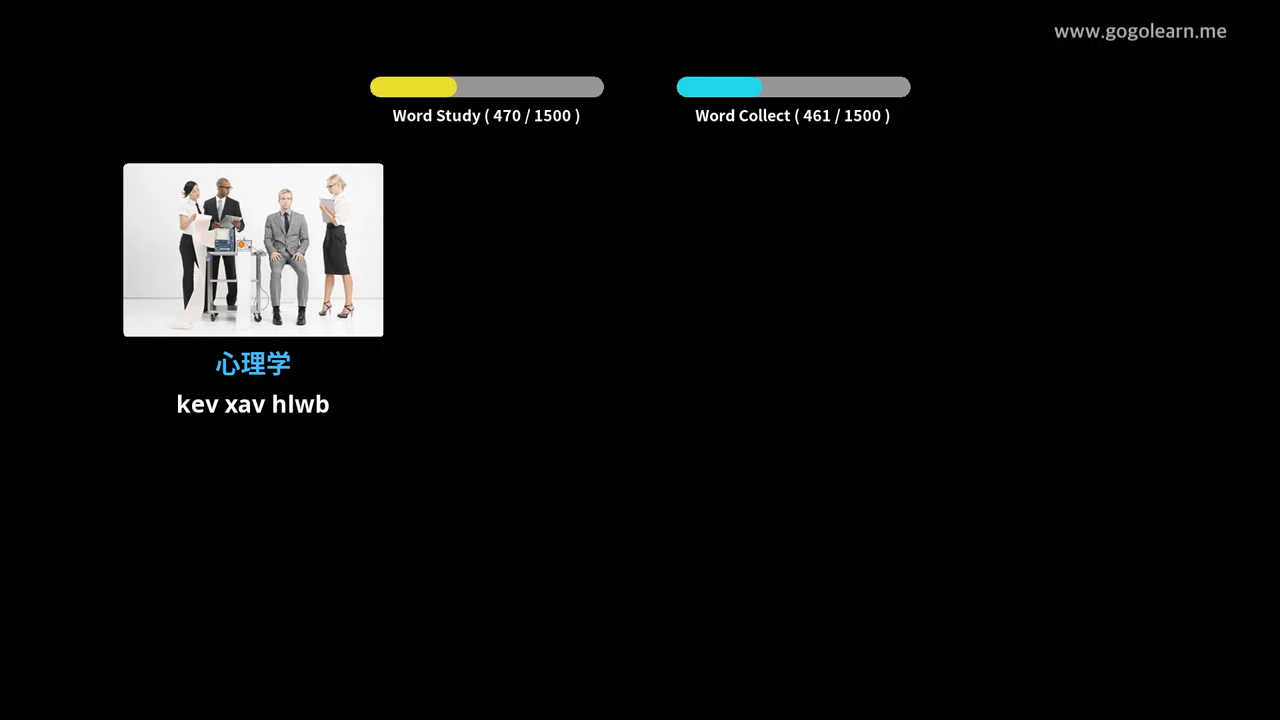 www.gogolearn.me
Word Study ( 470 / 1500 )
Word Collect ( 461 / 1500 )
心理学
kev xav hlwb